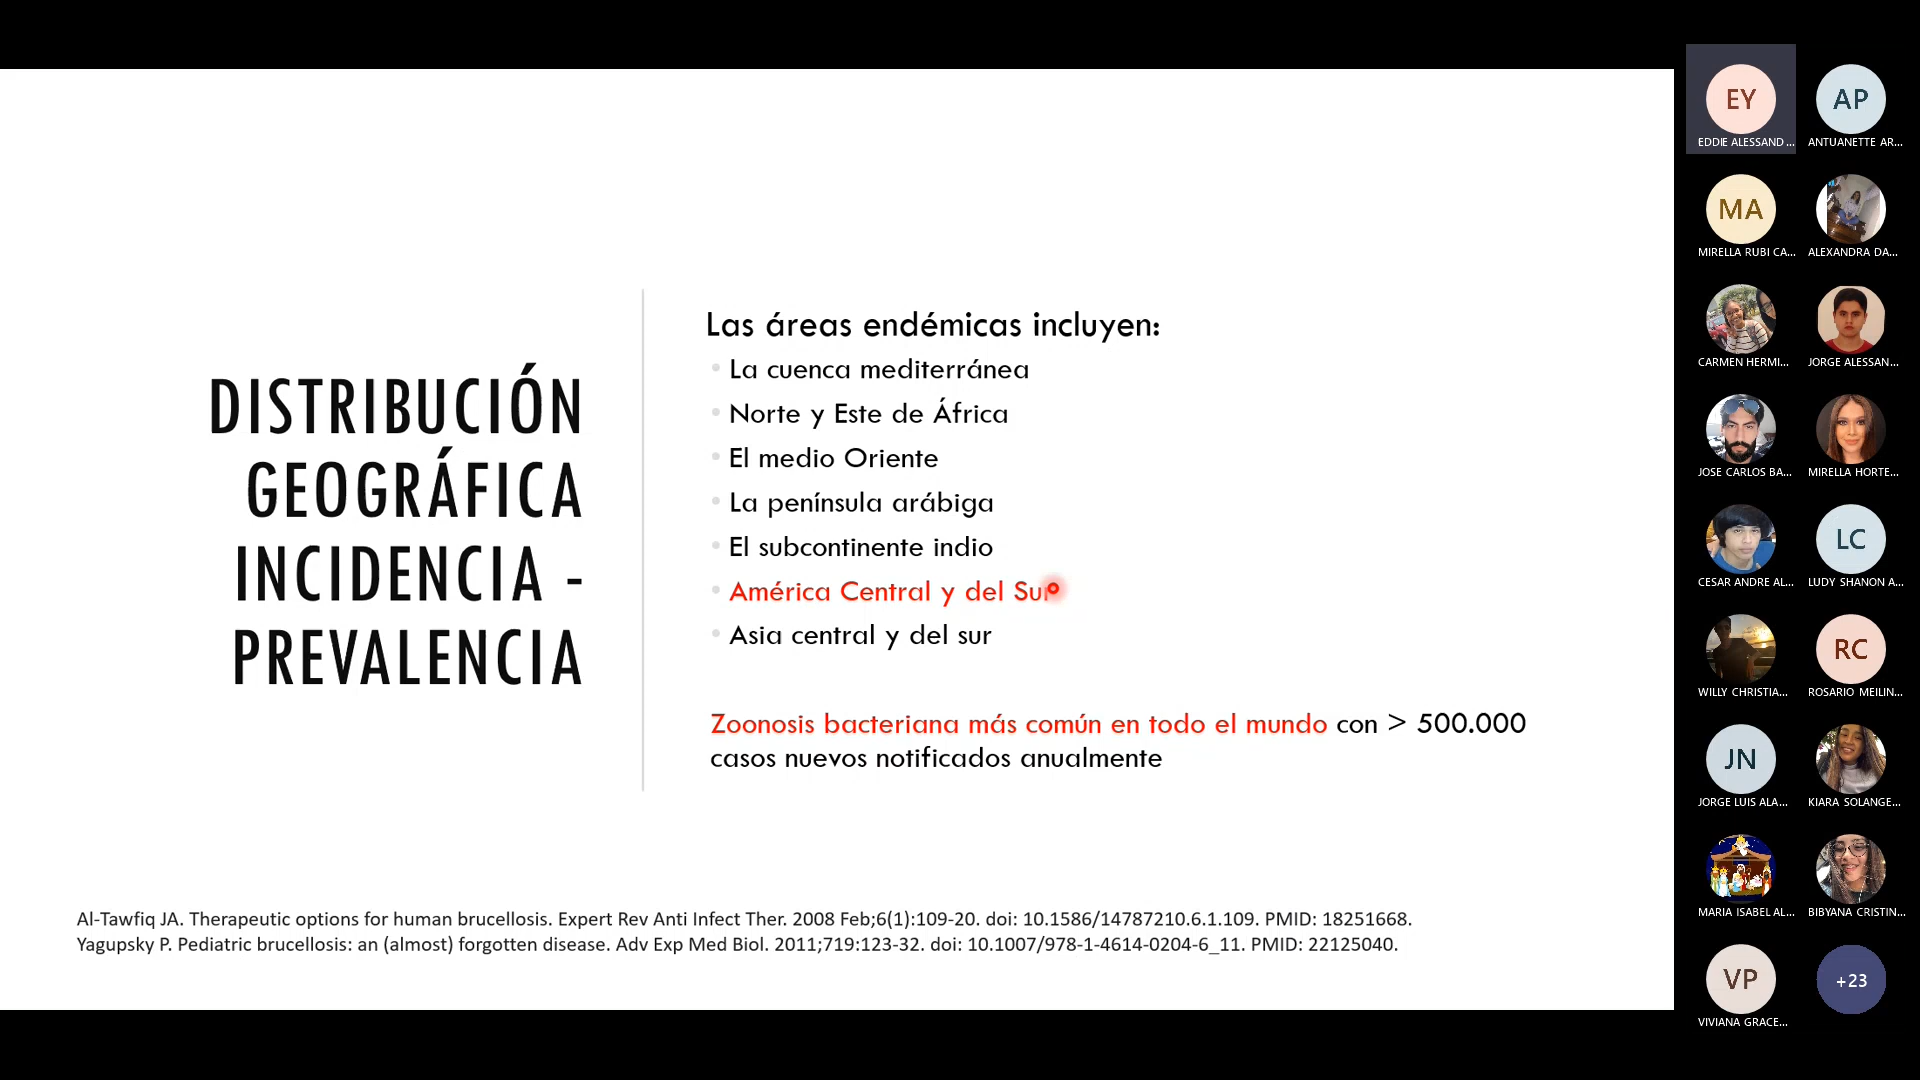 DISTRIBUCIÓN
GEOGRÁFICA
INCIDENCIA -
PREVALENCIA
Las áreas endémicas incluyen:
La cuenca mediterránea
Norte y Este de África
El medio Oriente
La península arábiga
El subcontinente indio
América Central y del Sur
Asia central y del sur
Zoonosis bacteriana más común en todo el mundo con > 500.000
casos nuevos notificados anualmente
Al-Tawfiq JA. Therapeutic options for human brucellosis. Expert Rev Anti Infect Ther. 2008 Feb;6(1):109-20. doi: 10.1586/14787210.6.1.109. PMID: 18251668.
Yagupsky P. Pediatric brucellosis: an (almost) forgotten disease. Adv Exp Med Biol. 2011;719:123-32. doi: 10.1007/978-1-4614-0204-6_11. PMID: 22125040.
EY
EDDIE ALESSAND...
AP
ANTUANETTE AR...
MA
MIRELLA RUBI CA...
ALEXANDRA DA...
CARMEN HERMI...
JORGE ALESSAN...
JOSE CARLOS BA...
MIRELLA HORTE...
CESAR ANDRE AL...
LC
LUDY SHANON A...
WILLY CHRISTIA...
RC
ROSARIO MEILIN...
JN
JORGE LUIS ALA...
KIARA SOLANGE...
MARIA ISABEL AL...
BIBYANA CRISTIN...
VP
VIVIANA GRACE...
+23